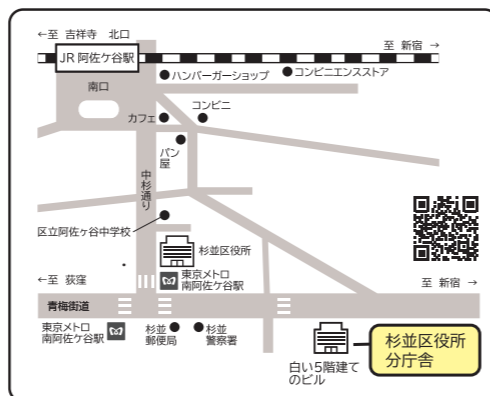 ←至 吉祥寺 北口
至 新宿 →
JR 阿佐ケ谷駅
ハンバーガーショップ
コンビニエンスストア
南口
コンビニ
カフェ
パン
屋
中杉通り
区立阿佐ヶ谷中学校
杉並区役所
←至 荻窪
東京メトロ
南阿佐ケ谷駅
至 新宿 →
青梅街道
東京メトロ
南阿佐ケ谷駅
杉並
郵便局
杉並
警察署
白い5階建て
のビル
杉並区役所
分庁舎